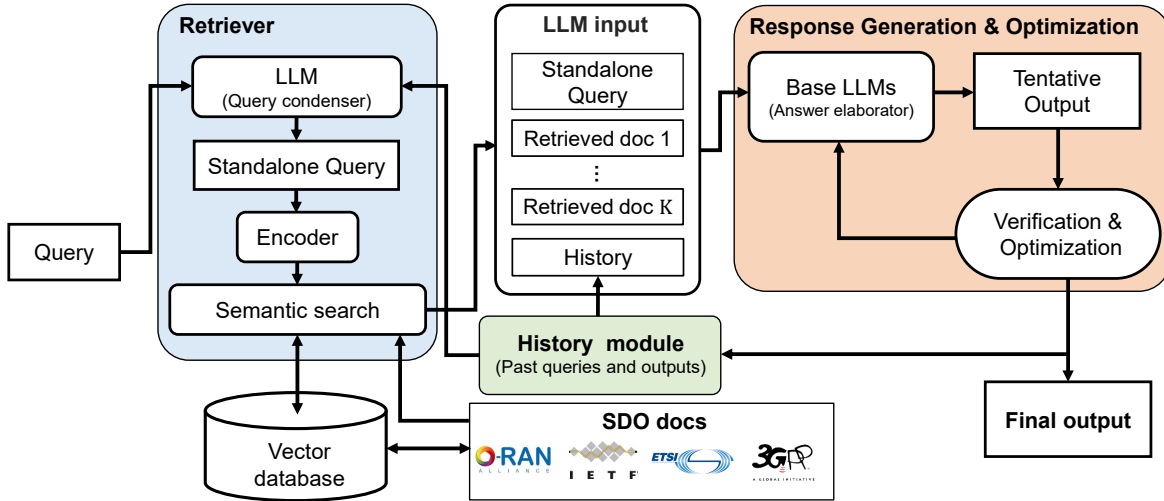 Retriever
LLM
(Query condenser)
Standalone Query
Encoder
Semantic search
Query
Vector
database
LLM input
Standalone
Query
Retrieved doc 1
⋮
Retrieved doc K
History
History module
(Past queries and outputs)
SDO docs
O-RAN
ALLIANCE
I E T F
ETSI
3GPP
A GLOBAL INITIATIVE
Response Generation & Optimization
Base LLMs
(Answer elaborator)
Tentative
Output
Verification &
Optimization
Final output